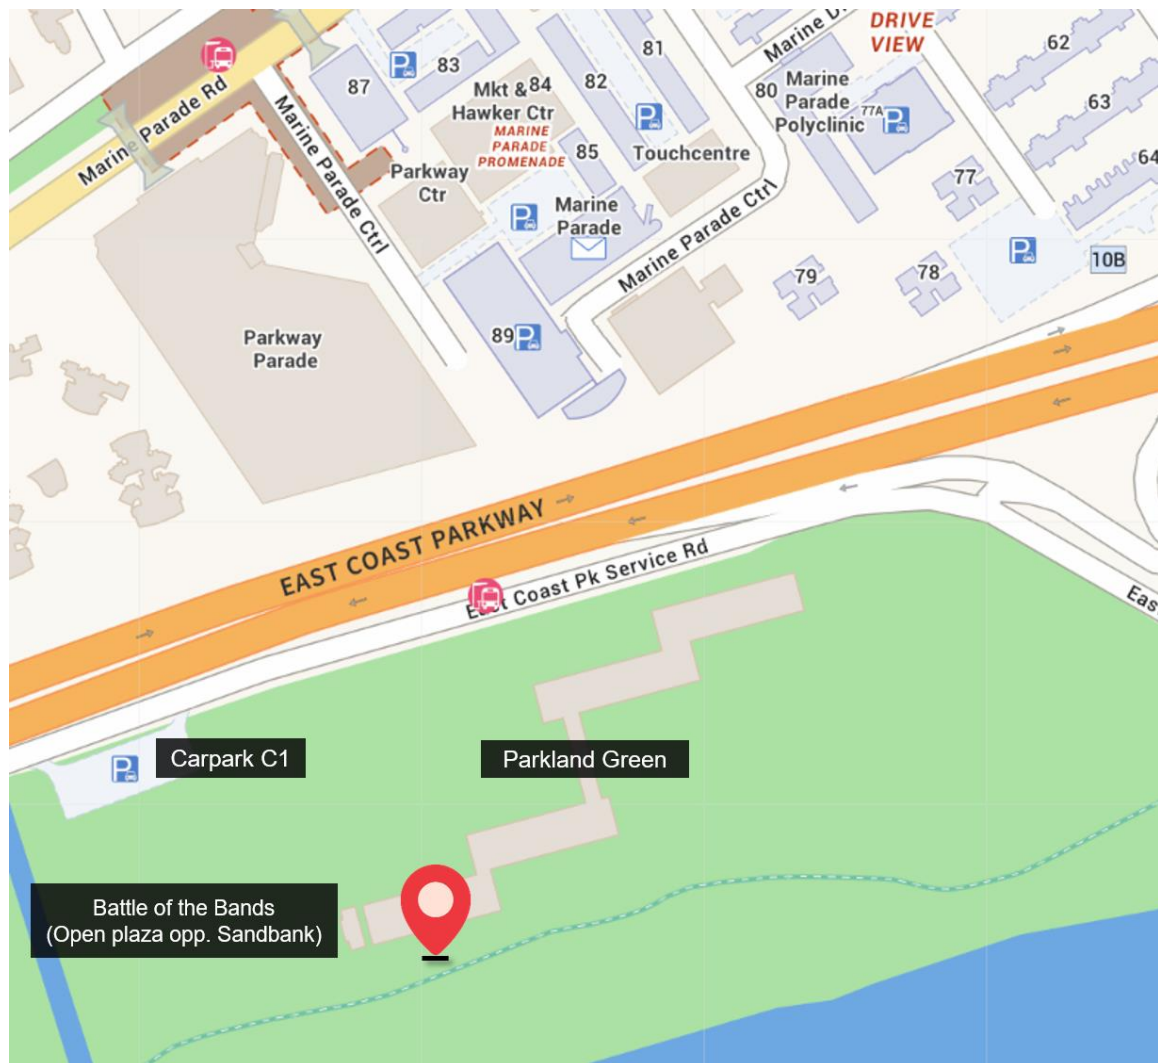 DRIVE
VIEW
Marine Dr
81
62
83
82
Marine Parade Rd
87
84
Mkt &
Hawker Ctr
80
Marine
Parade
Polyclinic
77A
63
MARINE
PARADE
PROMENADE
Marine Parade Ctrl
85
Touchcentre
64
Parkway
Ctr
77
Marine
Parade
Marine Parade Ctrl
10B
79
78
Parkway
Parade
89
EAST COAST PARKWAY
East Coast Pk Service Rd
Eas
Carpark C1
Parkland Green
Battle of the Bands
(Open plaza opp. Sandbank)